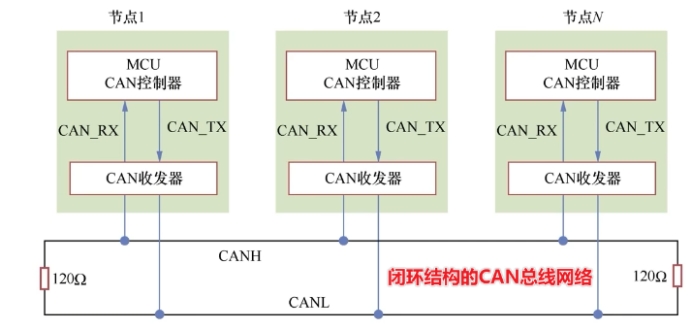 节点1
节点2
节点N
MCU
CAN控制器
MCU
CAN控制器
MCU
CAN控制器
CAN_RX
CAN_TX
CAN_RX
CAN_TX
CAN_RX
CAN_TX
CAN收发器
CAN收发器
CAN收发器
CANH
120Ω
闭环结构的CAN总线网络
120Ω
CANL